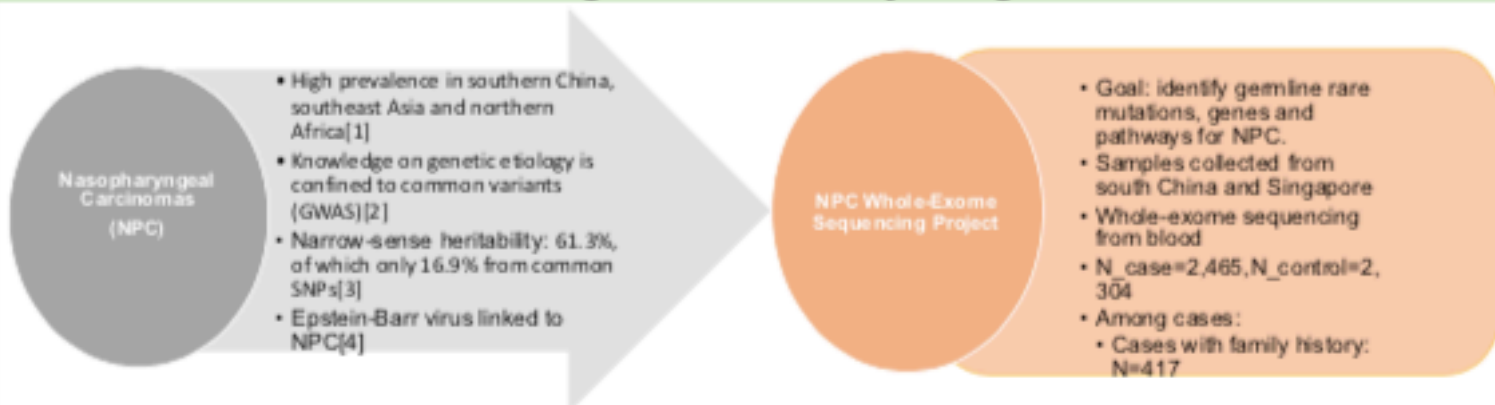 Nasopharyngeal
Carcinomas
(NPC)
• High prevalence in southern China,
southeast Asia and northern
Africa[1]
• Knowledge on genetic etiology is
confined to common variants
(GWAS)[2]
• Narrow-sense heritability: 61.3%,
of which only 16.9% from common
SNPs[3]
• Epstein-Barr virus linked to
NPC[4]
NPC Whole-Exome
Sequencing Project
• Goal: identify germline rare
mutations, genes and
pathways for NPC.
• Samples collected from
south China and Singapore
• Whole-exome sequencing
from blood
• N_case=2,465,N_control=2,
304
• Among cases:
• Cases with family history:
N=417